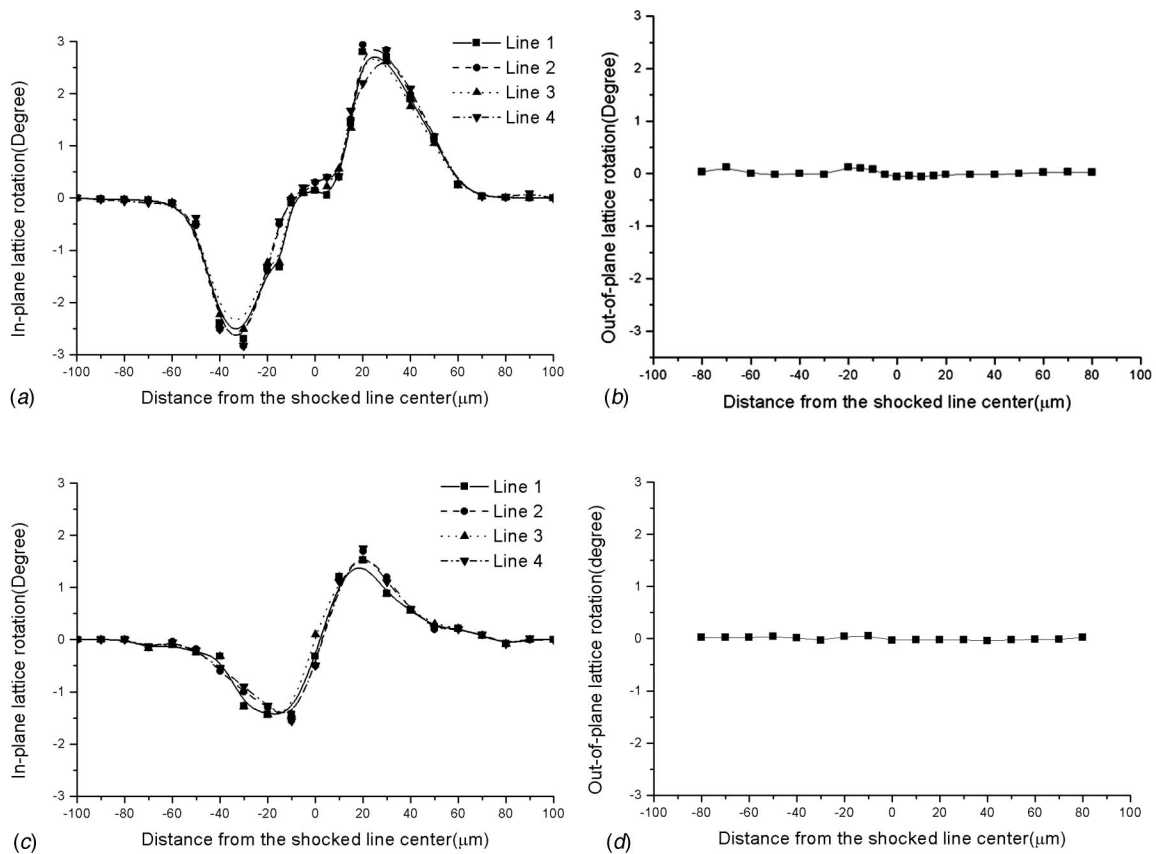 3
2
1
0
-1
-2
-3
In-plane lattice rotation(Degree)
Line 1
Line 2
Line 3
Line 4
-100 -80 -60 -40 -20 0 20 40 60 80 100
Distance from the shocked line center(μm)
(a)
3
2
1
0
-1
-2
-3
Out-of-plane lattice rotation(Degree)
-100 -80 -60 -40 -20 0 20 40 60 80 100
Distance from the shocked line center(μm)
(b)
3
2
1
0
-1
-2
-3
In-plane lattice rotation(Degree)
Line 1
Line 2
Line 3
Line 4
-100 -80 -60 -40 -20 0 20 40 60 80 100
Distance from the shocked line center(μm)
(c)
3
2
1
0
-1
-2
-3
Out-of-plane lattice rotation(degree)
-100 -80 -60 -40 -20 0 20 40 60 80 100
Distance from the shocked line center(μm)
(d)